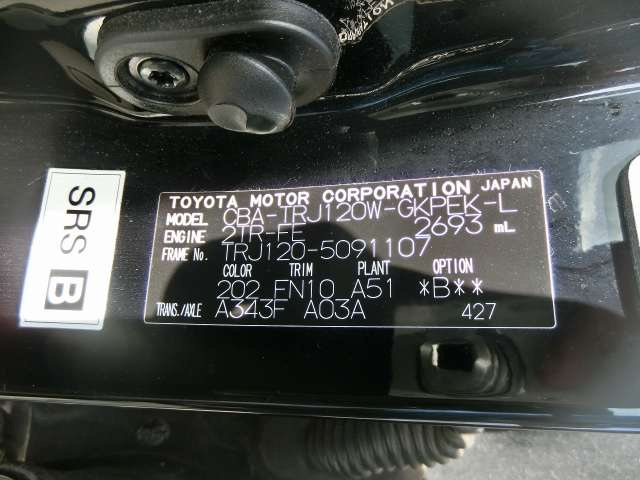 SRS B
TOYOTA MOTOR CORPORATION JAPAN
MODEL CBA-TRJ120W-GKPEK-L
ENGINE 2TR-FE 2693 mL
FRAME No. TRJ120-5091107
COLOR TRIM PLANT OPTION
202 FN10 A51 *B**
TRANS./AXLE A343F A03A 427